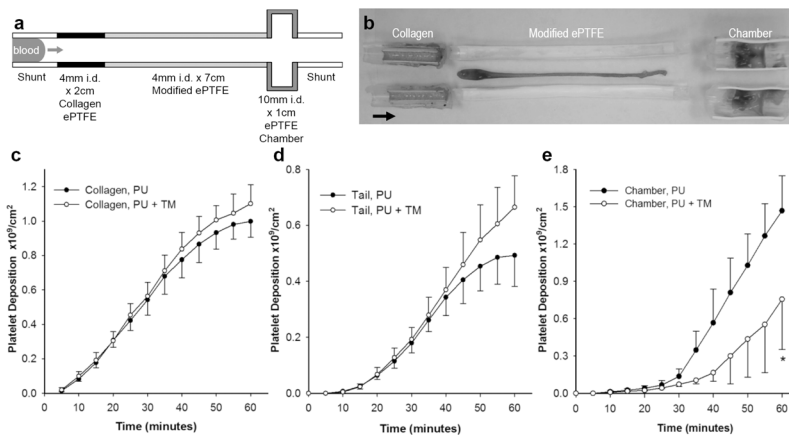 a
blood
Shunt
4mm i.d.
x 2cm
Collagen
ePTFE
4mm i.d. x 7cm
Modified ePTFE
10mm i.d.
x 1cm
ePTFE
Chamber
Shunt
b
Collagen
Modified ePTFE
Chamber
c
Collagen, PU
Collagen, PU + TM
Platelet Deposition x10⁹/cm²
1.2
1.0
0.8
0.6
0.4
0.2
0.0
0 10 20 30 40 50 60
Time (minutes)
d
Tail, PU
Tail, PU + TM
Platelet Deposition x10⁹/cm²
0.8
0.6
0.4
0.2
0.0
0 10 20 30 40 50 60
Time (minutes)
e
Chamber, PU
Chamber, PU + TM
Platelet Deposition x10⁹/cm²
1.8
1.5
1.2
0.9
0.6
0.3
0.0
*
0 10 20 30 40 50 60
Time (minutes)